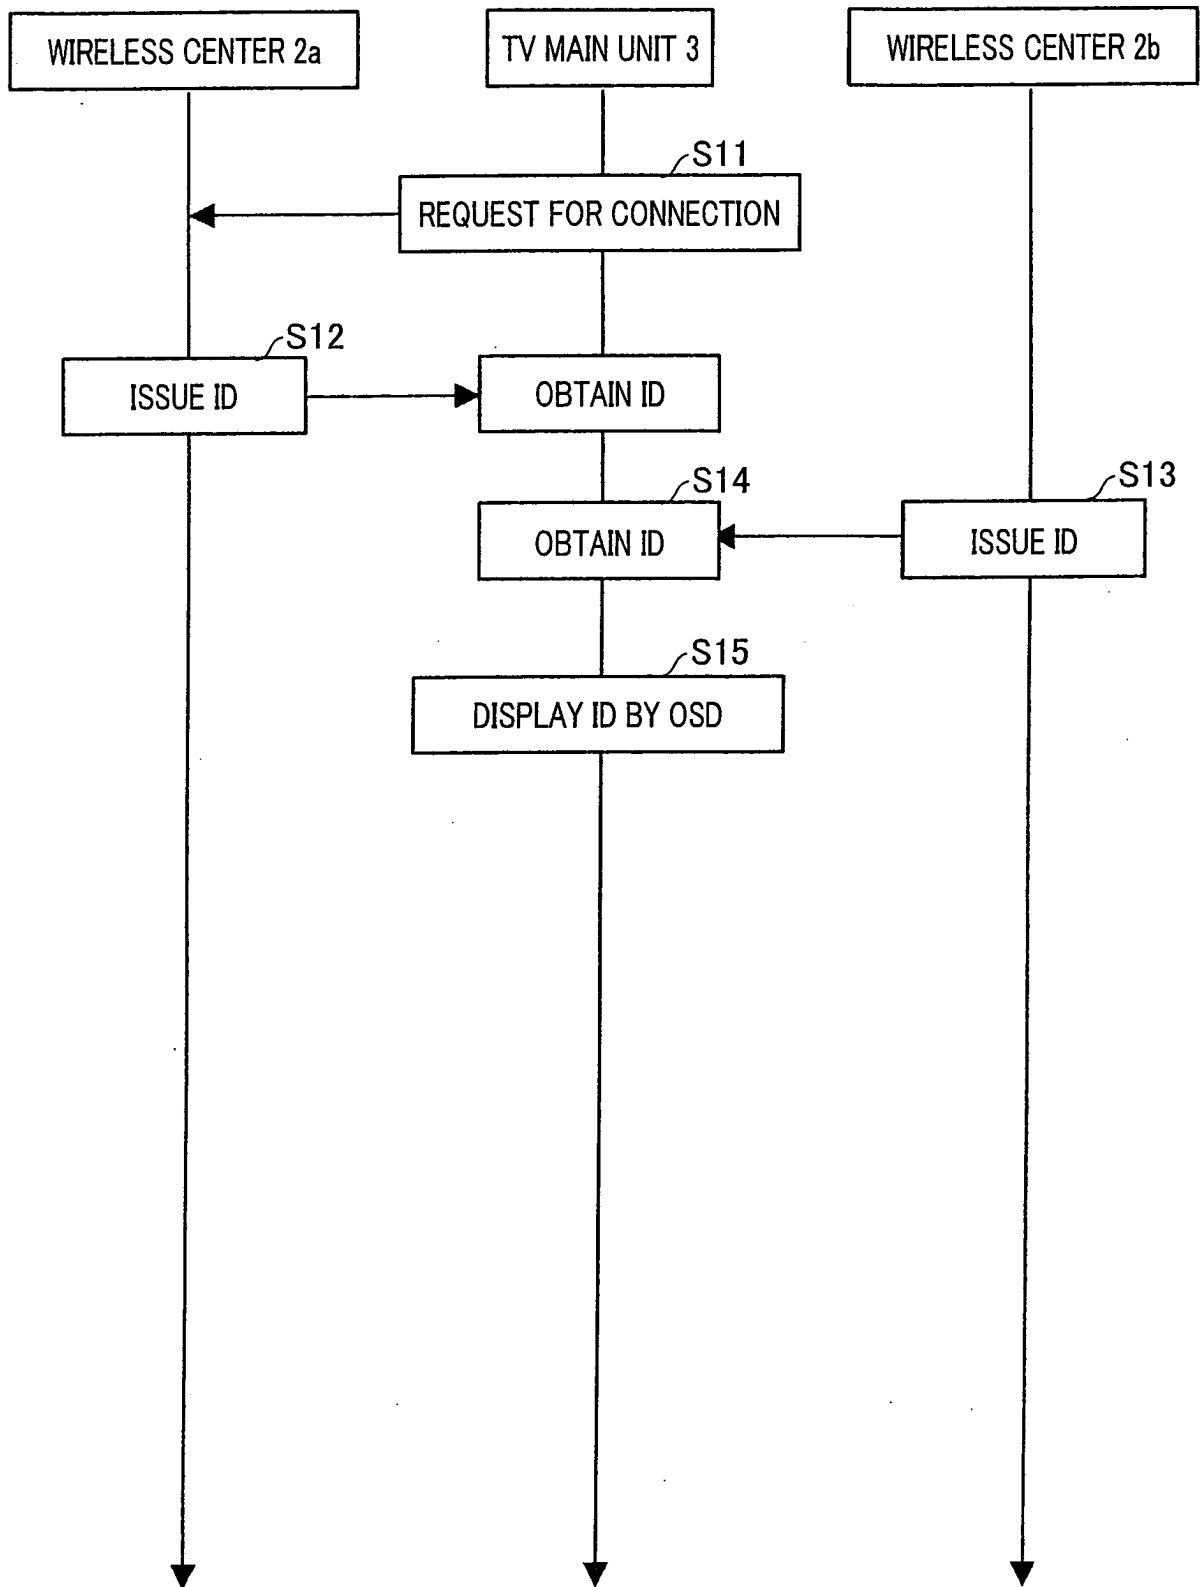 WIRELESS CENTER 2a
TV MAIN UNIT 3
WIRELESS CENTER 2b
S11
REQUEST FOR CONNECTION
S12
ISSUE ID
OBTAIN ID
S14
OBTAIN ID
S13
ISSUE ID
S15
DISPLAY ID BY OSD